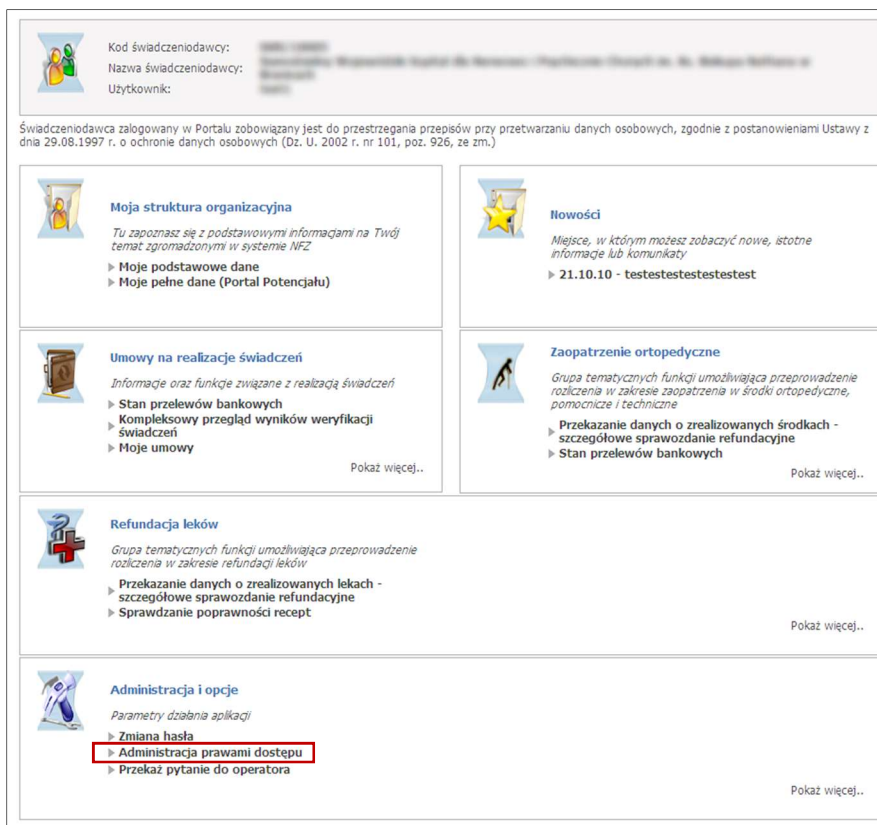 Kod świadczeniodawcy:
Nazwa świadczeniodawcy:
Użytkownik:
Świadczeniodawca zalogowany w Portalu zobowiązany jest do przestrzegania przepisów przy przetwarzaniu danych osobowych, zgodnie z postanowieniami Ustawy z
dnia 29.08.1997 r. o ochronie danych osobowych (Dz. U. 2002 r. nr 101, poz. 926, ze zm.)
Moja struktura organizacyjna
Tu zapoznasz się z podstawowymi informacjami na Twój
temat zgromadzonymi w systemie NFZ
Moje podstawowe dane
Moje pełne dane (Portal Potencjału)
Nowości
Miejsce, w którym możesz zobaczyć nowe, istotne
informacje lub komunikaty
21.10.10 - testestestestestestest
Umowy na realizacje świadczeń
Informacje oraz funkcje związane z realizacją świadczeń
Stan przelewów bankowych
Kompleksowy przegląd wyników weryfikacji
świadczeń
Moje umowy
Pokaż więcej..
Zaopatrzenie ortopedyczne
Grupa tematycznych funkcji umożliwiająca przeprowadzenie
rozliczenia w zakresie zaopatrzenia w środki ortopedyczne,
pomocnicze i techniczne
Przekazanie danych o zrealizowanych środkach -
szczegółowe sprawozdanie refundacyjne
Stan przelewów bankowych
Pokaż więcej..
Refundacja leków
Grupa tematycznych funkcji umożliwiająca przeprowadzenie
rozliczenia w zakresie refundacji leków
Przekazanie danych o zrealizowanych lekach -
szczegółowe sprawozdanie refundacyjne
Sprawdzanie poprawności recept
Pokaż więcej..
Administracja i opcje
Parametry działania aplikacji
Zmiana hasła
Administracja prawami dostępu
Przekaż pytanie do operatora
Pokaż więcej..